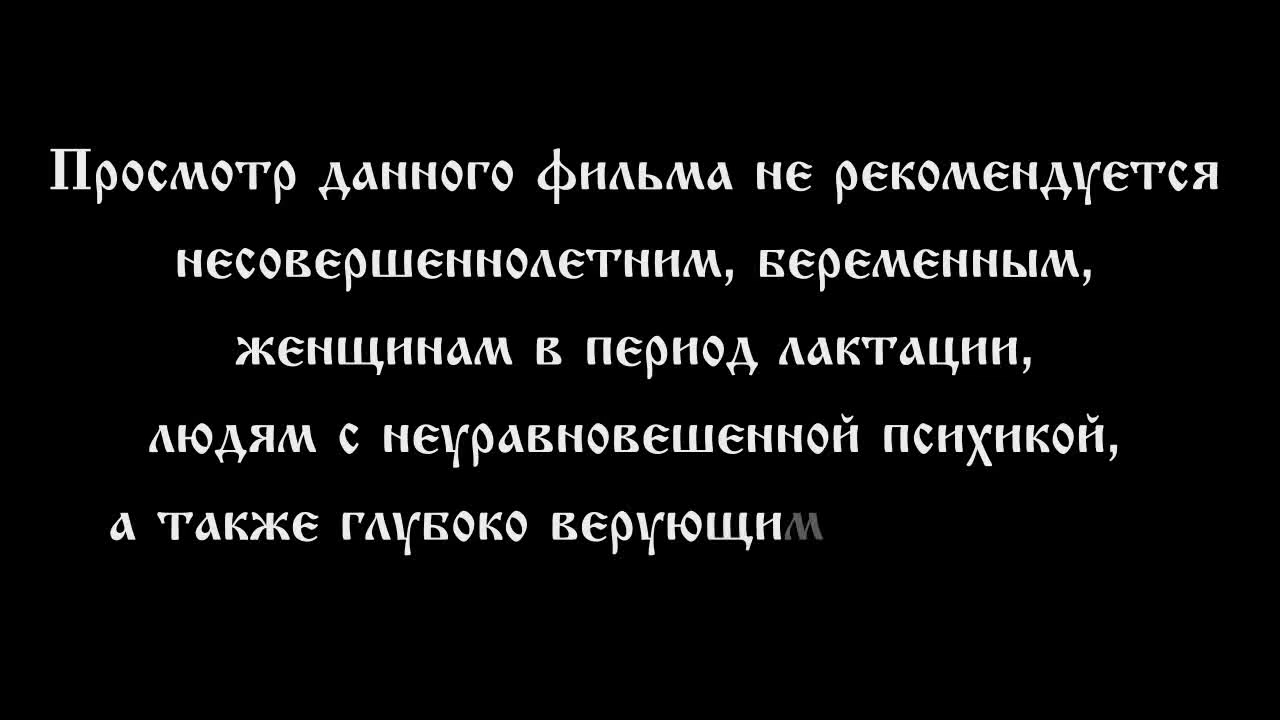 Просмотр данного фильма не рекомендуется
несовершеннолетним, беременным,
женщинам в период лактации,
людям с неуравновешенной психикой,
а также глубоко верующим